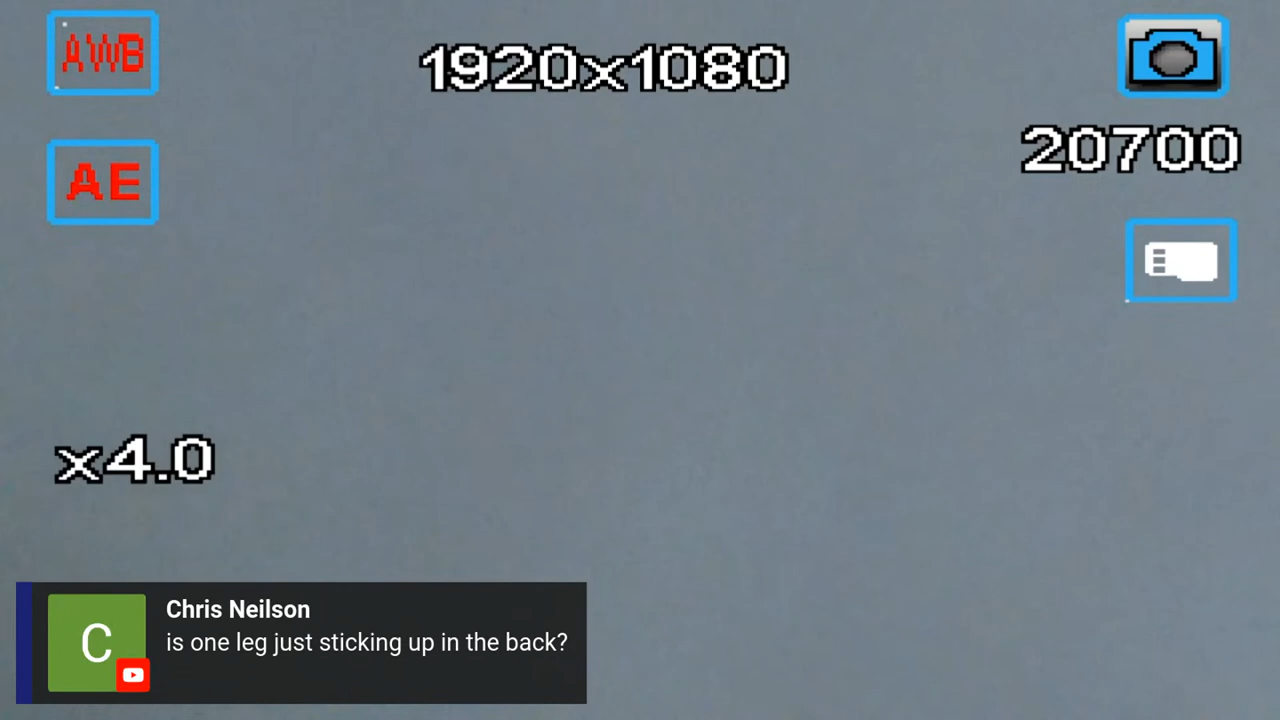 AWB
1920x1080
20700
AE
x4.0
C
Chris Neilson
is one leg just sticking up in the back?